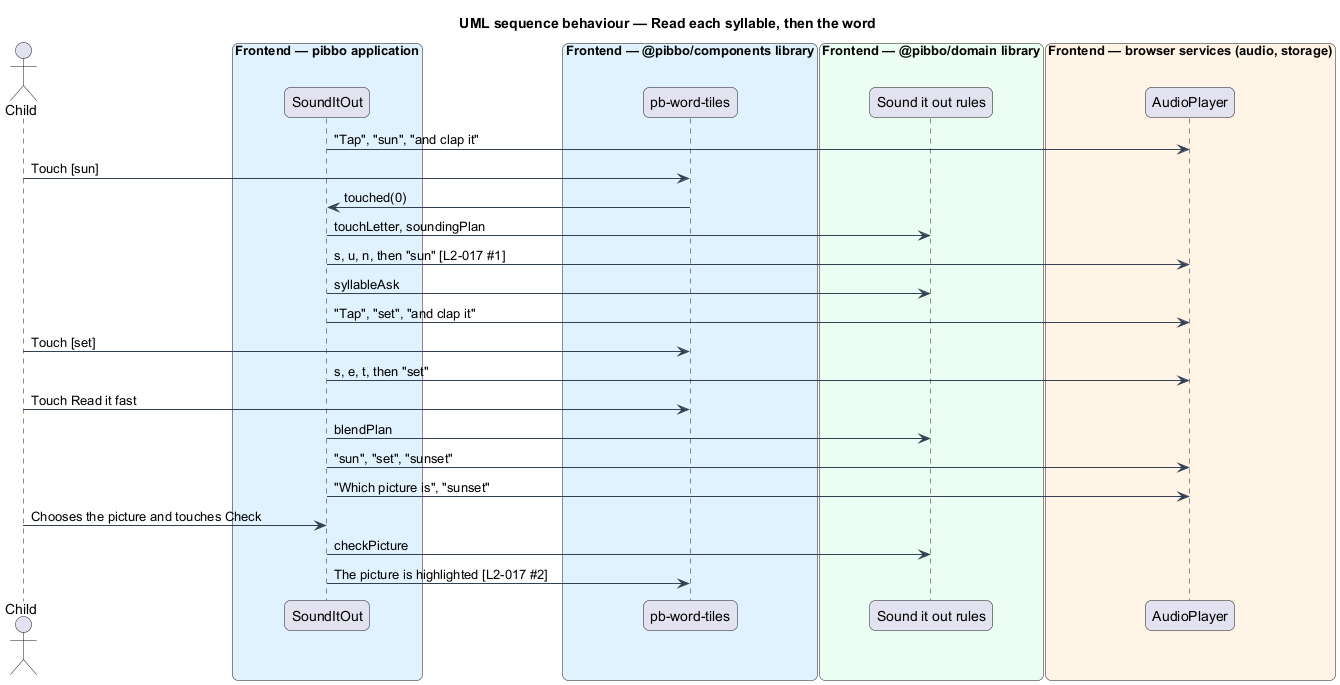 UML sequence behaviour — Read each syllable, then the word
Frontend — pibbo application
Frontend — @pibbo/components library
Frontend — @pibbo/domain library
Frontend — browser services (audio, storage)
Child
SoundItOut
pb-word-tiles
Sound it out rules
AudioPlayer
"Tap", "sun", "and clap it"
Touch [sun]
touched(0)
touchLetter, soundingPlan
s, u, n, then "sun" [L2-017 #1]
syllableAsk
"Tap", "set", "and clap it"
Touch [set]
s, e, t, then "set"
Touch Read it fast
blendPlan
"sun", "set", "sunset"
"Which picture is", "sunset"
Chooses the picture and touches Check
checkPicture
The picture is highlighted [L2-017 #2]
Child
SoundItOut
pb-word-tiles
Sound it out rules
AudioPlayer